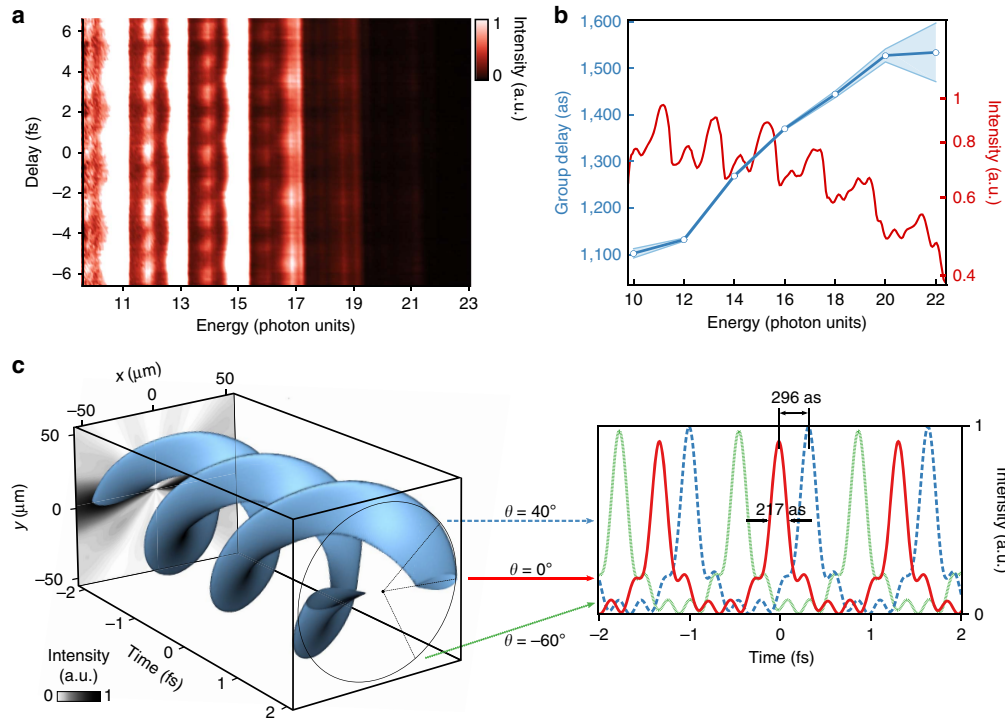 a
6
4
2
0
−2
−4
−6
Delay (fs)
11
13
15
17
19
21
23
Energy (photon units)
1
0
Intensity (a.u.)
b
1,600
1,500
1,400
1,300
1,200
1,100
Group delay (as)
10
12
14
16
18
20
22
Energy (photon units)
1
0.8
0.6
0.4
Intensity (a.u.)
c
x (μm)
−50
0
50
50
0
−50
y (μm)
−2
−1
0
1
2
Time (fs)
Intensity
(a.u.)
0
1
θ = 40°
θ = 0°
θ = −60°
296 as
217 as
1
0
Intensity (a.u.)
−2
−1
0
1
2
Time (fs)